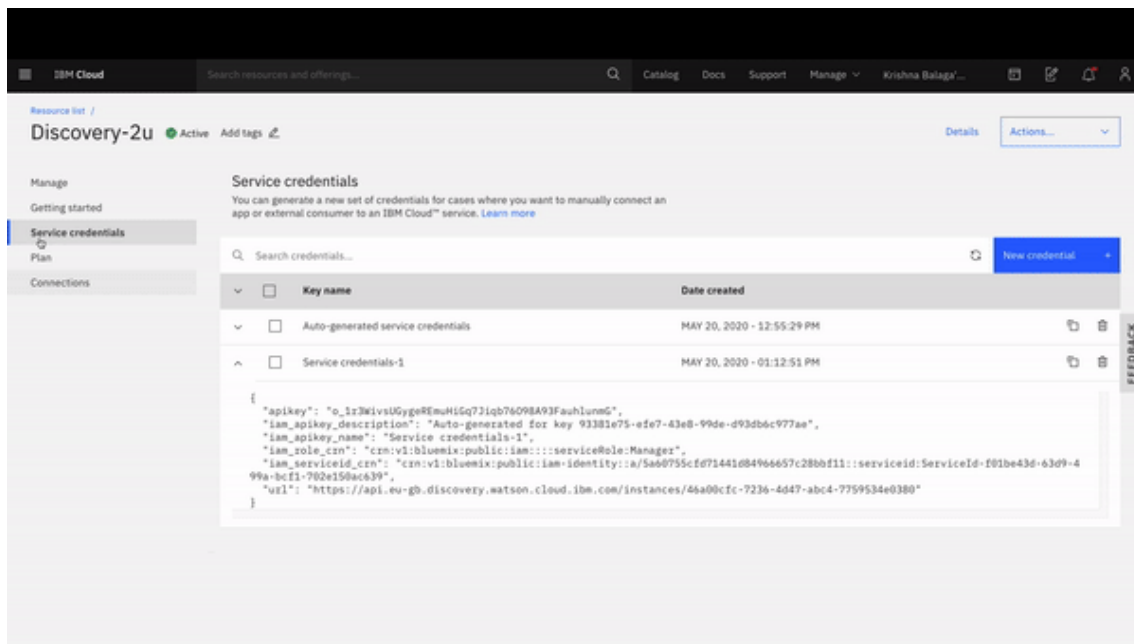 IBM Cloud
Search resources and offerings...
Catalog
Docs
Support
Manage
Krishna Balaga'...
Resource list /
Discovery-2u
Active
Add tags
Details
Actions...
Manage
Getting started
Service credentials
Plan
Connections
Service credentials
You can generate a new set of credentials for cases where you want to manually connect an
app or external consumer to an IBM Cloud™ service. Learn more
Search credentials...
New credential +
Key name
Date created
Auto-generated service credentials
MAY 20, 2020 - 12:55:29 PM
Service credentials-1
MAY 20, 2020 - 01:12:51 PM
{
"apikey": "o_1z3WivsUGygeREmuHiGq7Jiqb76O98A93FauhlunmG",
"iam_apikey_description": "Auto-generated for key 93381e75-efe7-43e8-99de-d93db6c977ae",
"iam_apikey_name": "Service credentials-1",
"iam_role_crn": "crn:v1:bluemix:public:iam::::serviceRole:Manager",
"iam_serviceid_crn": "crn:v1:bluemix:public:iam-identity::a/5a60755cfd71441d84966657c28bbf11::serviceid:ServiceId-f01be43d-63d9-4
99a-bcf1-702e150ac639",
"url": "https://api.eu-gb.discovery.watson.cloud.ibm.com/instances/46a00cfc-7236-4d47-abc4-7759534e0380"
}
FEEDBACK